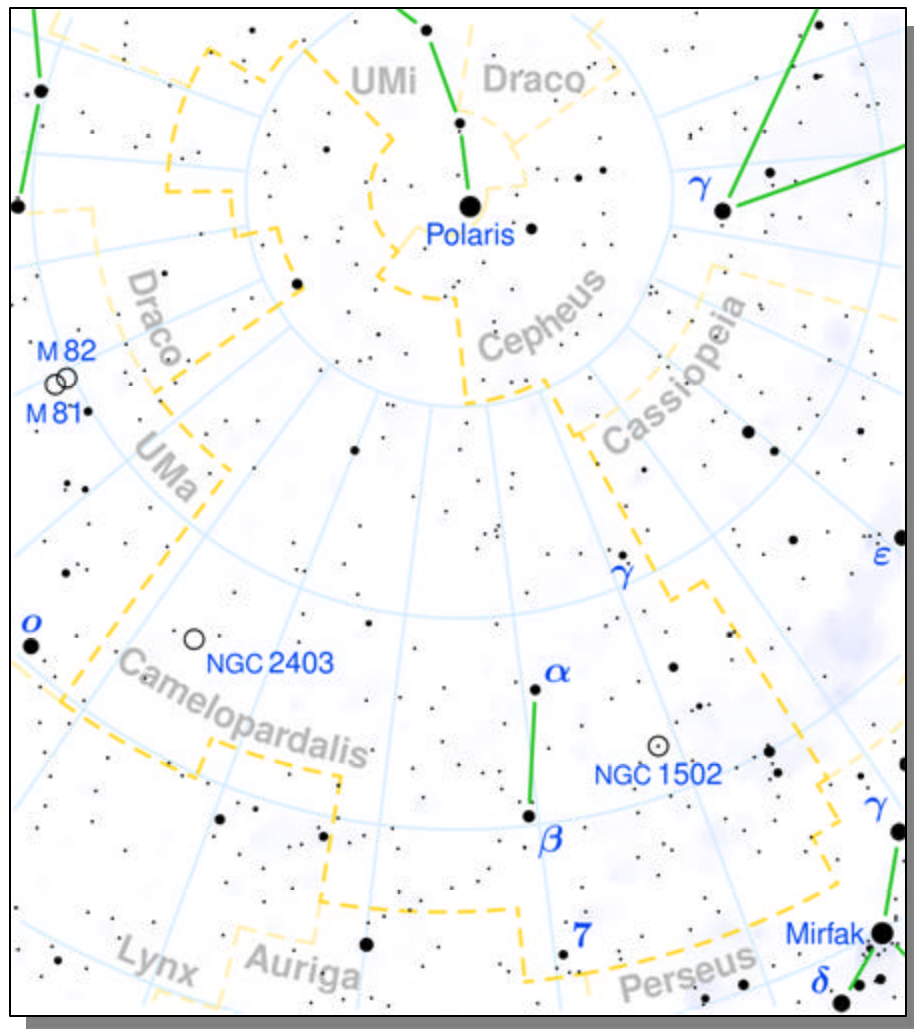 UMi
Draco
γ
Polaris
Draco
Cepheus
Cassiopeia
M 82
M 81
UMa
ε
γ
ο
NGC 2403
α
Camelopardalis
NGC 1502
γ
β
7
Mirfak
Lynx
Auriga
Perseus
δ